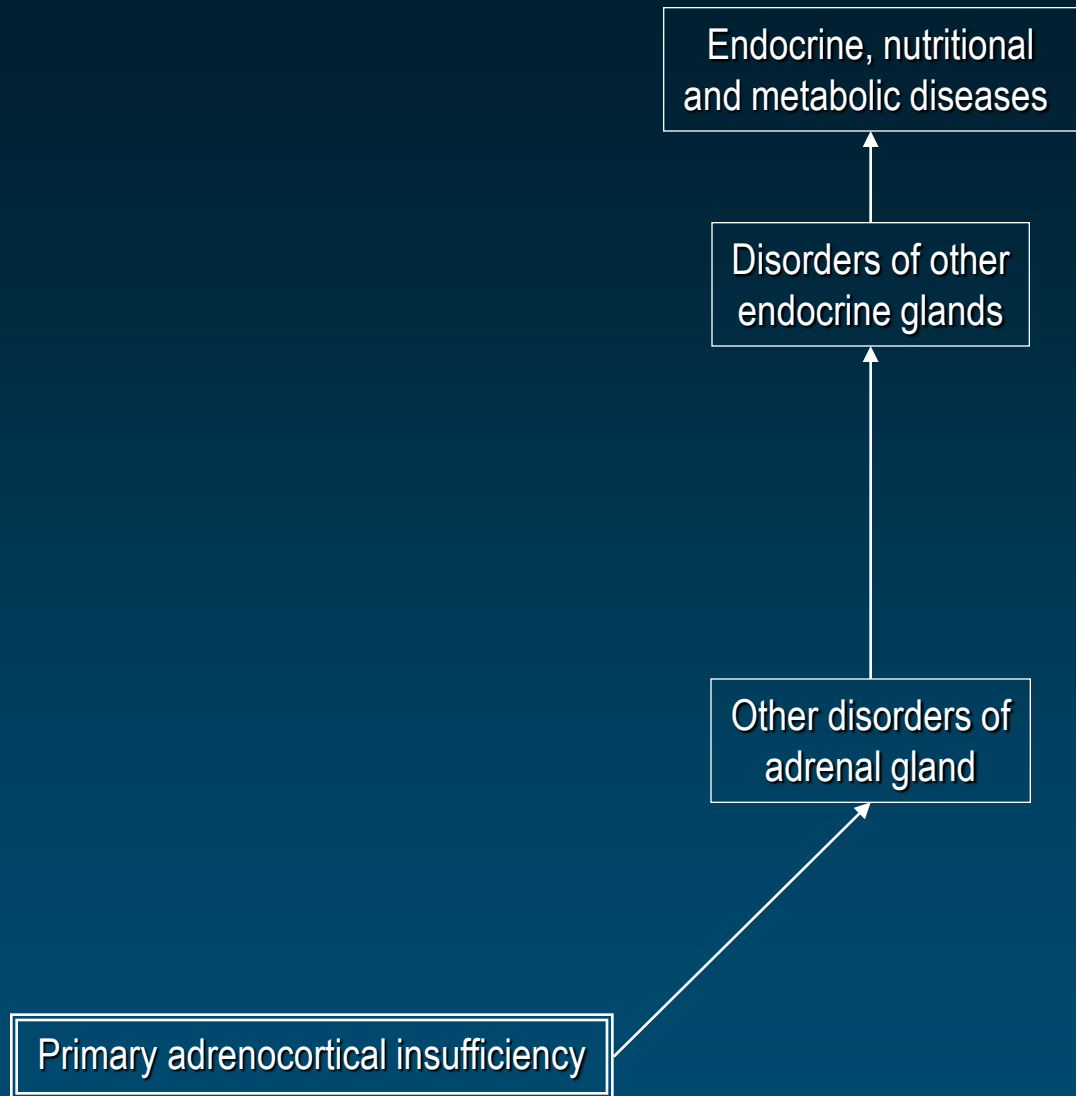 Endocrine, nutritional
and metabolic diseases
Disorders of other
endocrine glands
Other disorders of
adrenal gland
Primary adrenocortical insufficiency